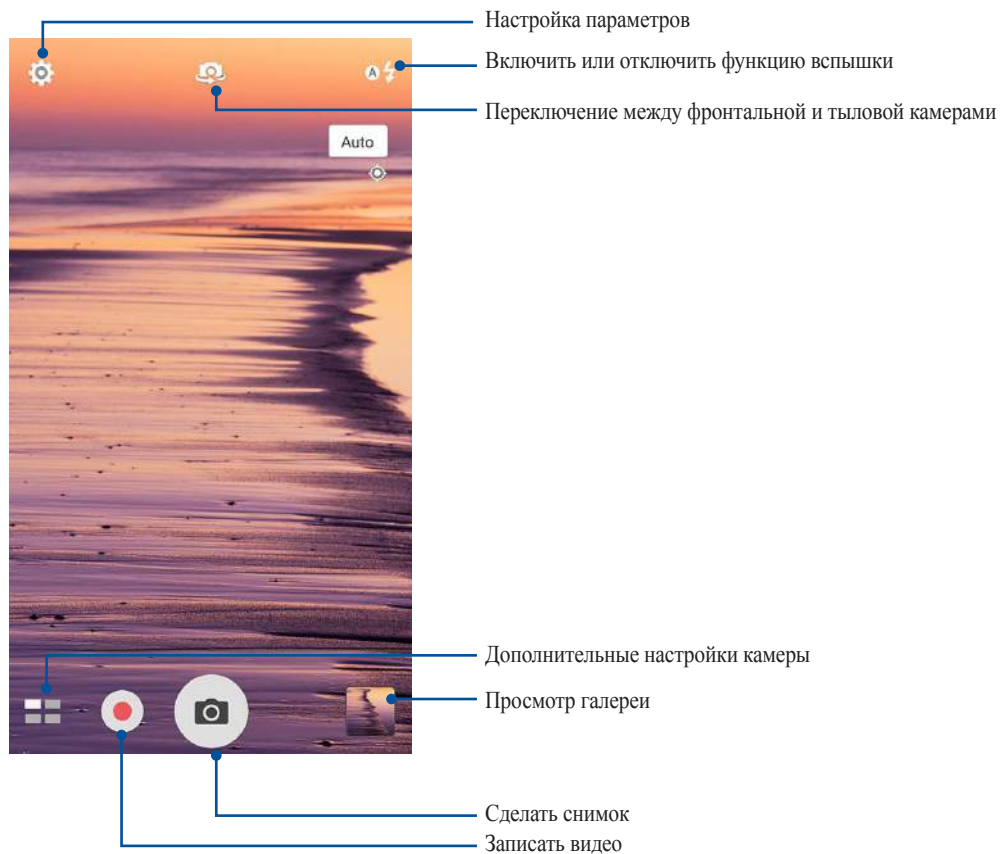 Настройка параметров
Включить или отключить функцию вспышки
Переключение между фронтальной и тыловой камерами
A
Auto
Дополнительные настройки камеры
Просмотр галереи
Сделать снимок
Записать видео